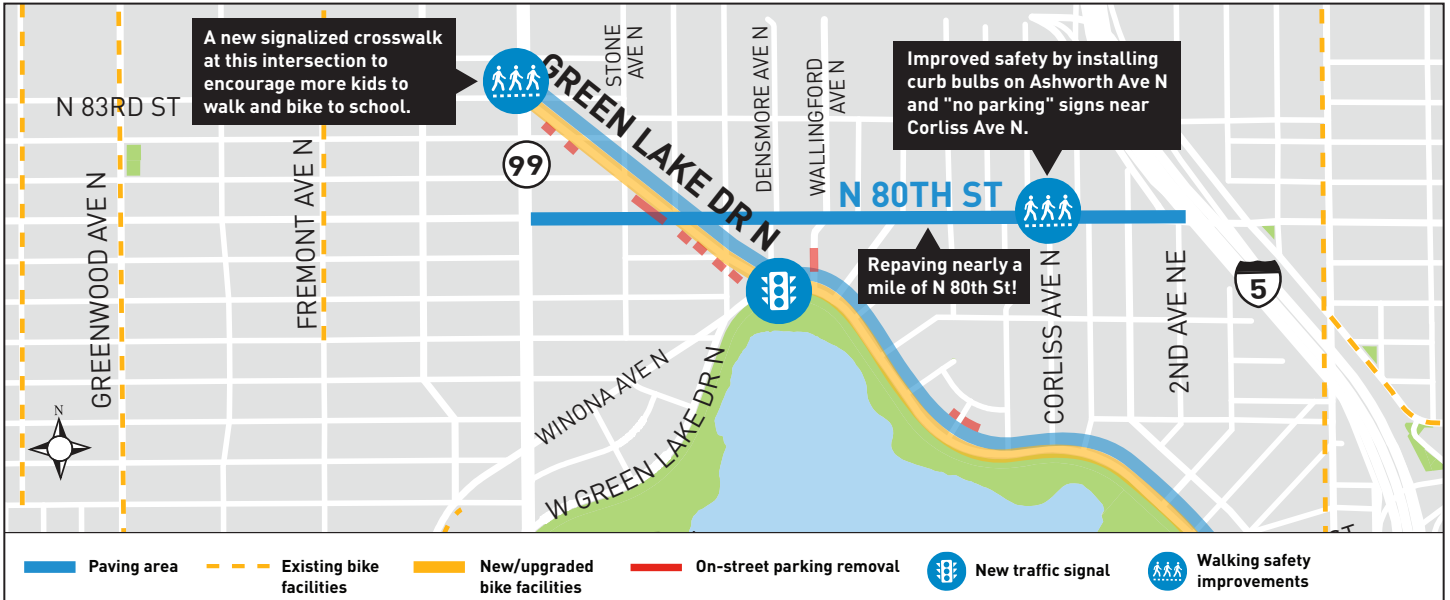 A new signalized crosswalk
at this intersection to
encourage more kids to
walk and bike to school.
N 83RD ST
GREENWOOD AVE N
FREMONT AVE N
99
GREEN LAKE DR N
STONE
AVE N
DENSMORE AVE N
WALLINGFORD
AVE N
Improved safety by installing
curb bulbs on Ashworth Ave N
and "no parking" signs near
Corliss Ave N.
N 80TH ST
Repaving nearly a
mile of N 80th St!
CORLISS AVE N
2ND AVE NE
5
WINONA AVE N
W GREEN LAKE DR N
N
Paving area
Existing bike
facilities
New/upgraded
bike facilities
On-street parking removal
New traffic signal
Walking safety
improvements